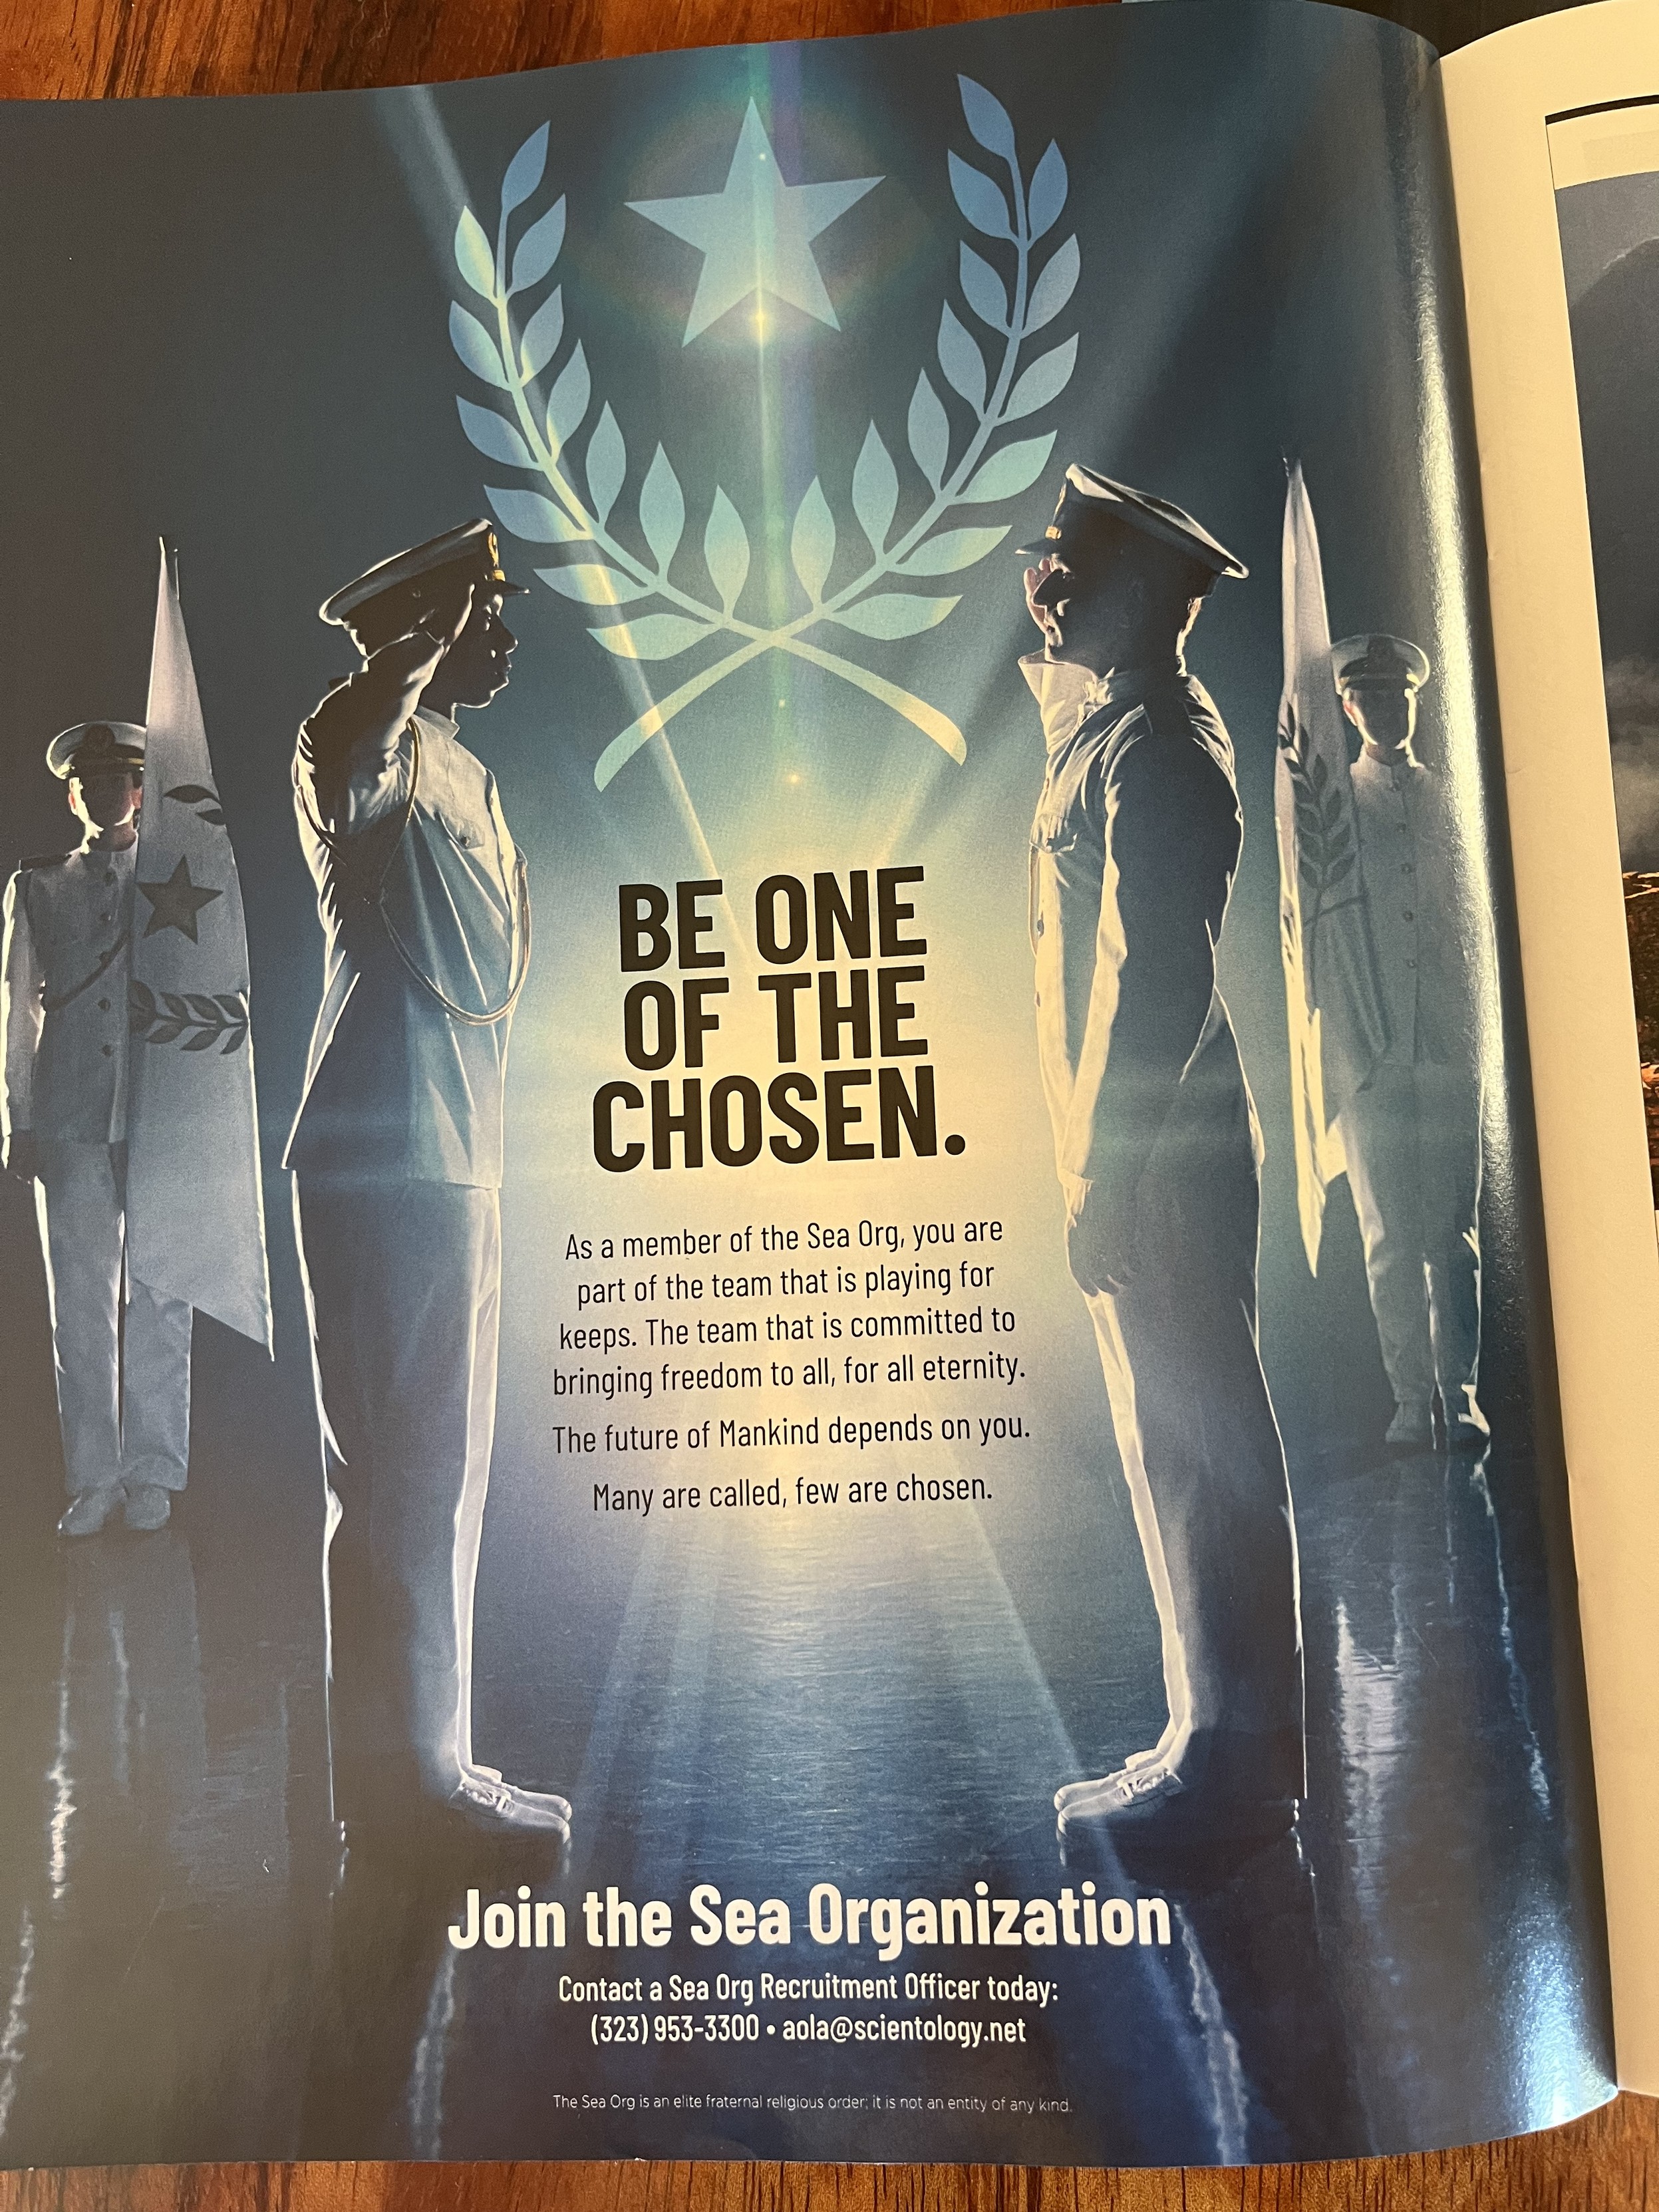 BE ONE
OF THE
CHOSEN.
As a member of the Sea Org, you are
part of the team that is playing for
keeps. The team that is committed to
bringing freedom to all, for all eternity.
The future of Mankind depends on you.
Many are called, few are chosen.
Join the Sea Organization
Contact a Sea Org Recruitment Officer today:
(323) 953-3300 • aola@scientology.net
The Sea Org is an elite fraternal religious order; it is not an entity of any kind.